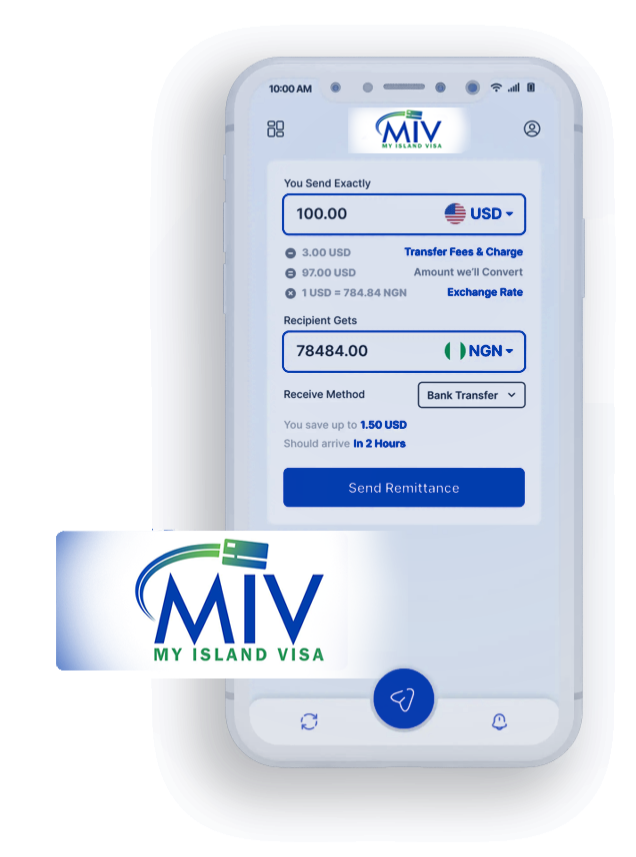 10:00 AM
MIV
MY ISLAND VISA
You Send Exactly
100.00 USD
3.00 USD Transfer Fees & Charge
97.00 USD Amount we'll Convert
1 USD = 784.84 NGN Exchange Rate
Recipient Gets
78484.00 NGN
Receive Method Bank Transfer
You save up to 1.50 USD
Should arrive In 2 Hours
Send Remittance
MIV
MY ISLAND VISA